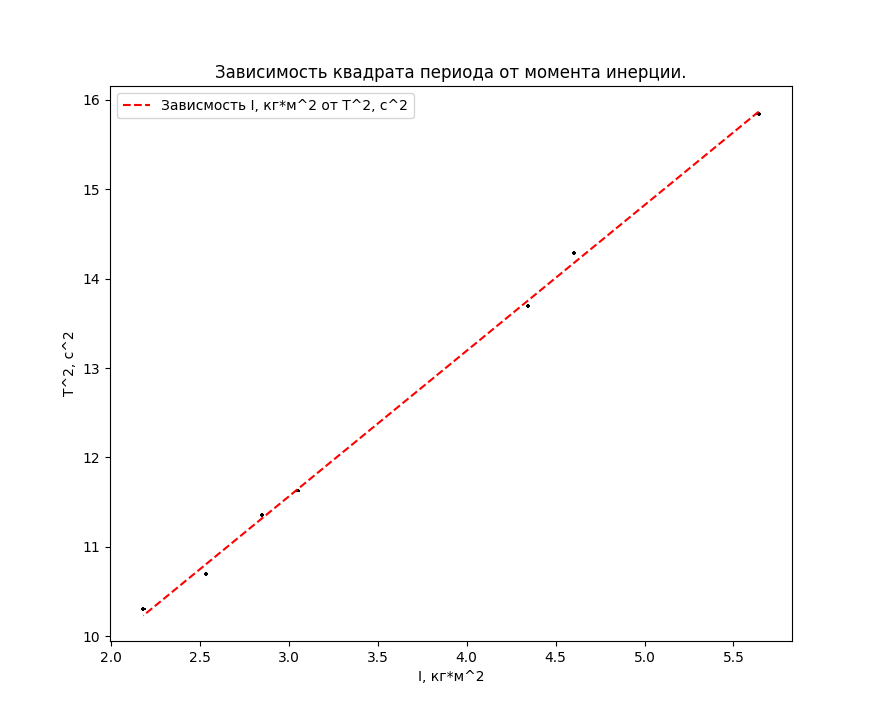 Зависимость квадрата периода от момента инерции.
Зависмость I, кг*м^2 от T^2, с^2
16
15
14
13
12
11
10
T^2, с^2
2.0 2.5 3.0 3.5 4.0 4.5 5.0 5.5
I, кг*м^2